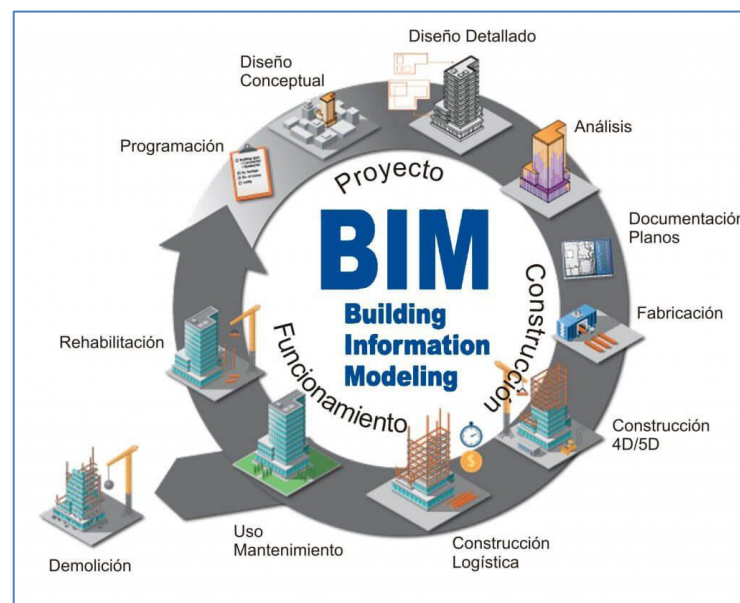 Diseño Detallado
Diseño
Conceptual
Análisis
Programación
Proyecto
Documentación
Planos
BIM
Building
Information
Modeling
Construcción
Funcionamiento
Fabricación
Rehabilitación
Construcción
4D/5D
Uso
Mantenimiento
Construcción
Logística
Demolición
$